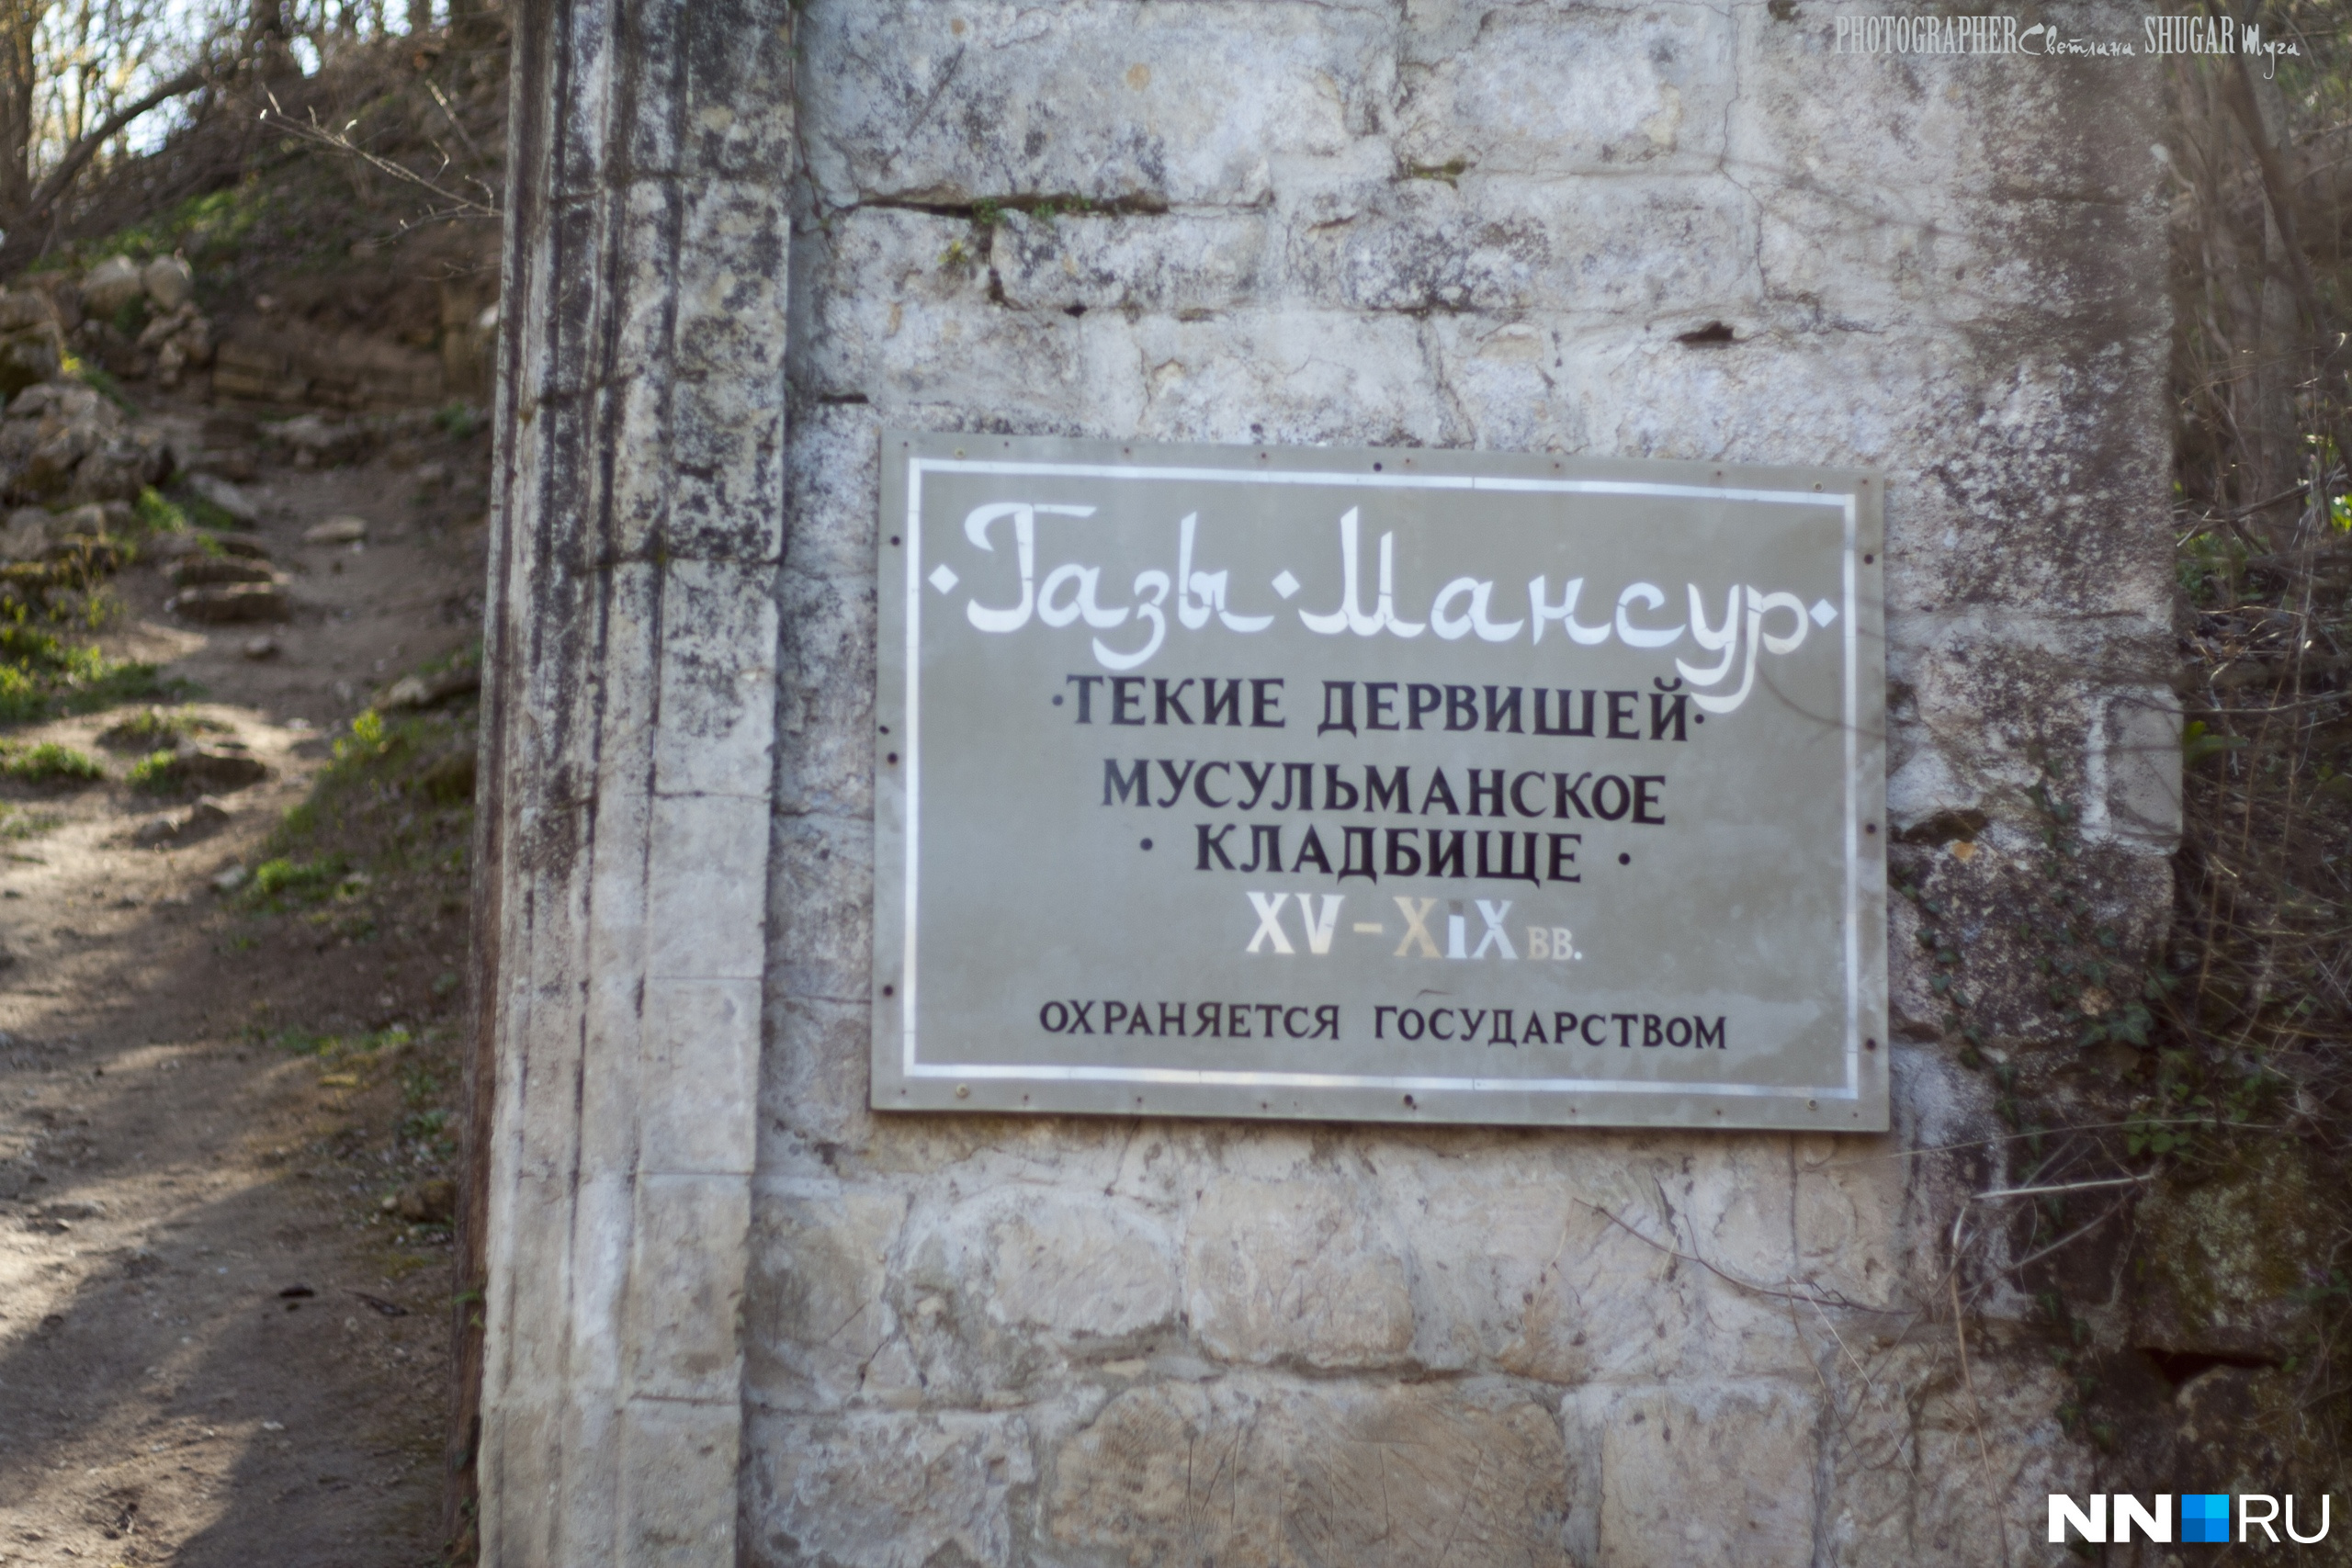 PHOTOGRAPHER Светлана SHUGAR Шуга
· Газы · Мансур ·
· ТЕКИЕ ДЕРВИШЕЙ ·
МУСУЛЬМАНСКОЕ
· КЛАДБИЩЕ ·
XV – XiX ВВ.
ОХРАНЯЕТСЯ ГОСУДАРСТВОМ
NN RU